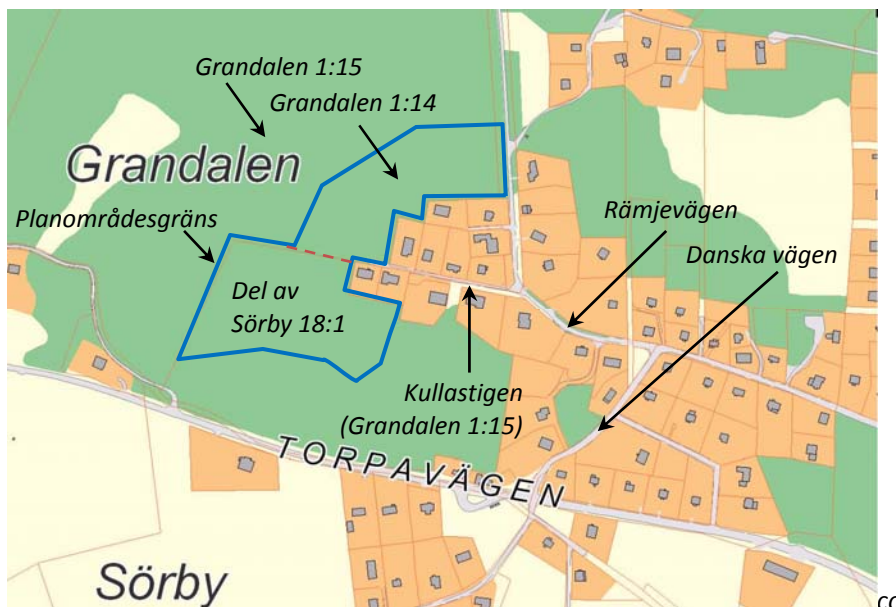 Grandalen 1:15
Grandalen 1:14
Grandalen
Planområdesgräns
Rämjevägen
Danska vägen
Del av
Sörby 18:1
Kullastigen
(Grandalen 1:15)
TORPAVÄGEN
Sörby